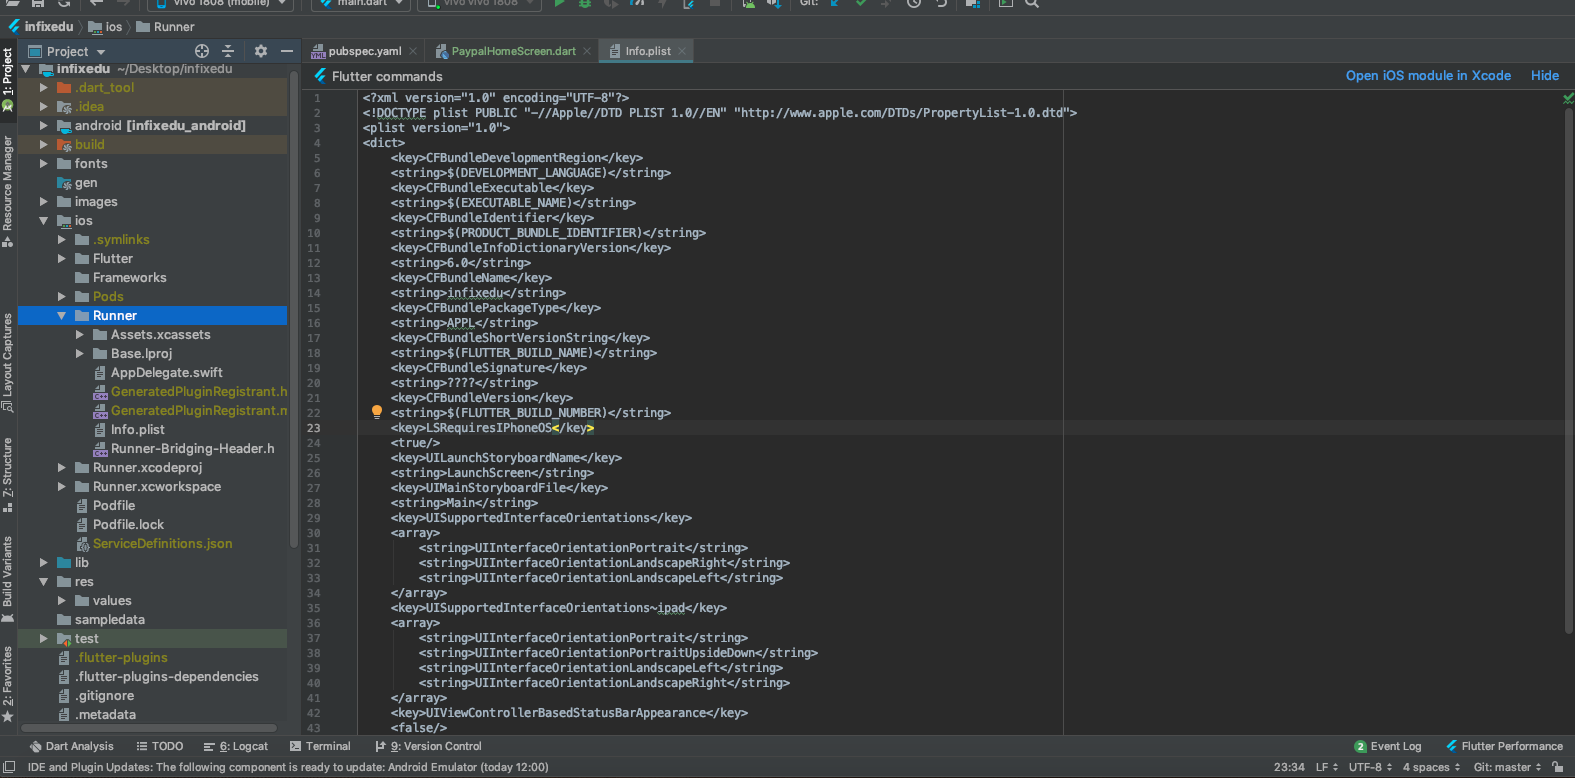 vivo 1808 (mobile)
main.dart
vivo vivo 1808
Git:
infixedu
ios
Runner
Project
pubspec.yaml
PaypalHomeScreen.dart
Info.plist
Flutter commands
Open iOS module in Xcode
Hide
1: Project
Resource Manager
Layout Captures
Z: Structure
Build Variants
2: Favorites
infixedu ~/Desktop/infixedu
.dart_tool
.idea
android [infixedu_android]
build
fonts
gen
images
ios
.symlinks
Flutter
Frameworks
Pods
Runner
Assets.xcassets
Base.lproj
AppDelegate.swift
GeneratedPluginRegistrant.h
GeneratedPluginRegistrant.m
Info.plist
Runner-Bridging-Header.h
Runner.xcodeproj
Runner.xcworkspace
Podfile
Podfile.lock
ServiceDefinitions.json
lib
res
values
sampledata
test
.flutter-plugins
.flutter-plugins-dependencies
.gitignore
.metadata
1 <?xml version="1.0" encoding="UTF-8"?>
2 <!DOCTYPE plist PUBLIC "-//Apple//DTD PLIST 1.0//EN" "http://www.apple.com/DTDs/PropertyList-1.0.dtd">
3 <plist version="1.0">
4 <dict>
5 <key>CFBundleDevelopmentRegion</key>
6 <string>$(DEVELOPMENT_LANGUAGE)</string>
7 <key>CFBundleExecutable</key>
8 <string>$(EXECUTABLE_NAME)</string>
9 <key>CFBundleIdentifier</key>
10 <string>$(PRODUCT_BUNDLE_IDENTIFIER)</string>
11 <key>CFBundleInfoDictionaryVersion</key>
12 <string>6.0</string>
13 <key>CFBundleName</key>
14 <string>infixedu</string>
15 <key>CFBundlePackageType</key>
16 <string>APPL</string>
17 <key>CFBundleShortVersionString</key>
18 <string>$(FLUTTER_BUILD_NAME)</string>
19 <key>CFBundleSignature</key>
20 <string>????</string>
21 <key>CFBundleVersion</key>
22 <string>$(FLUTTER_BUILD_NUMBER)</string>
23 <key>LSRequiresIPhoneOS</key>
24 <true/>
25 <key>UILaunchStoryboardName</key>
26 <string>LaunchScreen</string>
27 <key>UIMainStoryboardFile</key>
28 <string>Main</string>
29 <key>UISupportedInterfaceOrientations</key>
30 <array>
31 <string>UIInterfaceOrientationPortrait</string>
32 <string>UIInterfaceOrientationLandscapeRight</string>
33 <string>UIInterfaceOrientationLandscapeLeft</string>
34 </array>
35 <key>UISupportedInterfaceOrientations~ipad</key>
36 <array>
37 <string>UIInterfaceOrientationPortrait</string>
38 <string>UIInterfaceOrientationPortraitUpsideDown</string>
39 <string>UIInterfaceOrientationLandscapeLeft</string>
40 <string>UIInterfaceOrientationLandscapeRight</string>
41 </array>
42 <key>UIViewControllerBasedStatusBarAppearance</key>
43 <false/>
Dart Analysis
TODO
6: Logcat
Terminal
9: Version Control
2 Event Log
Flutter Performance
IDE and Plugin Updates: The following component is ready to update: Android Emulator (today 12:00)
23:34 LF UTF-8 4 spaces Git: master